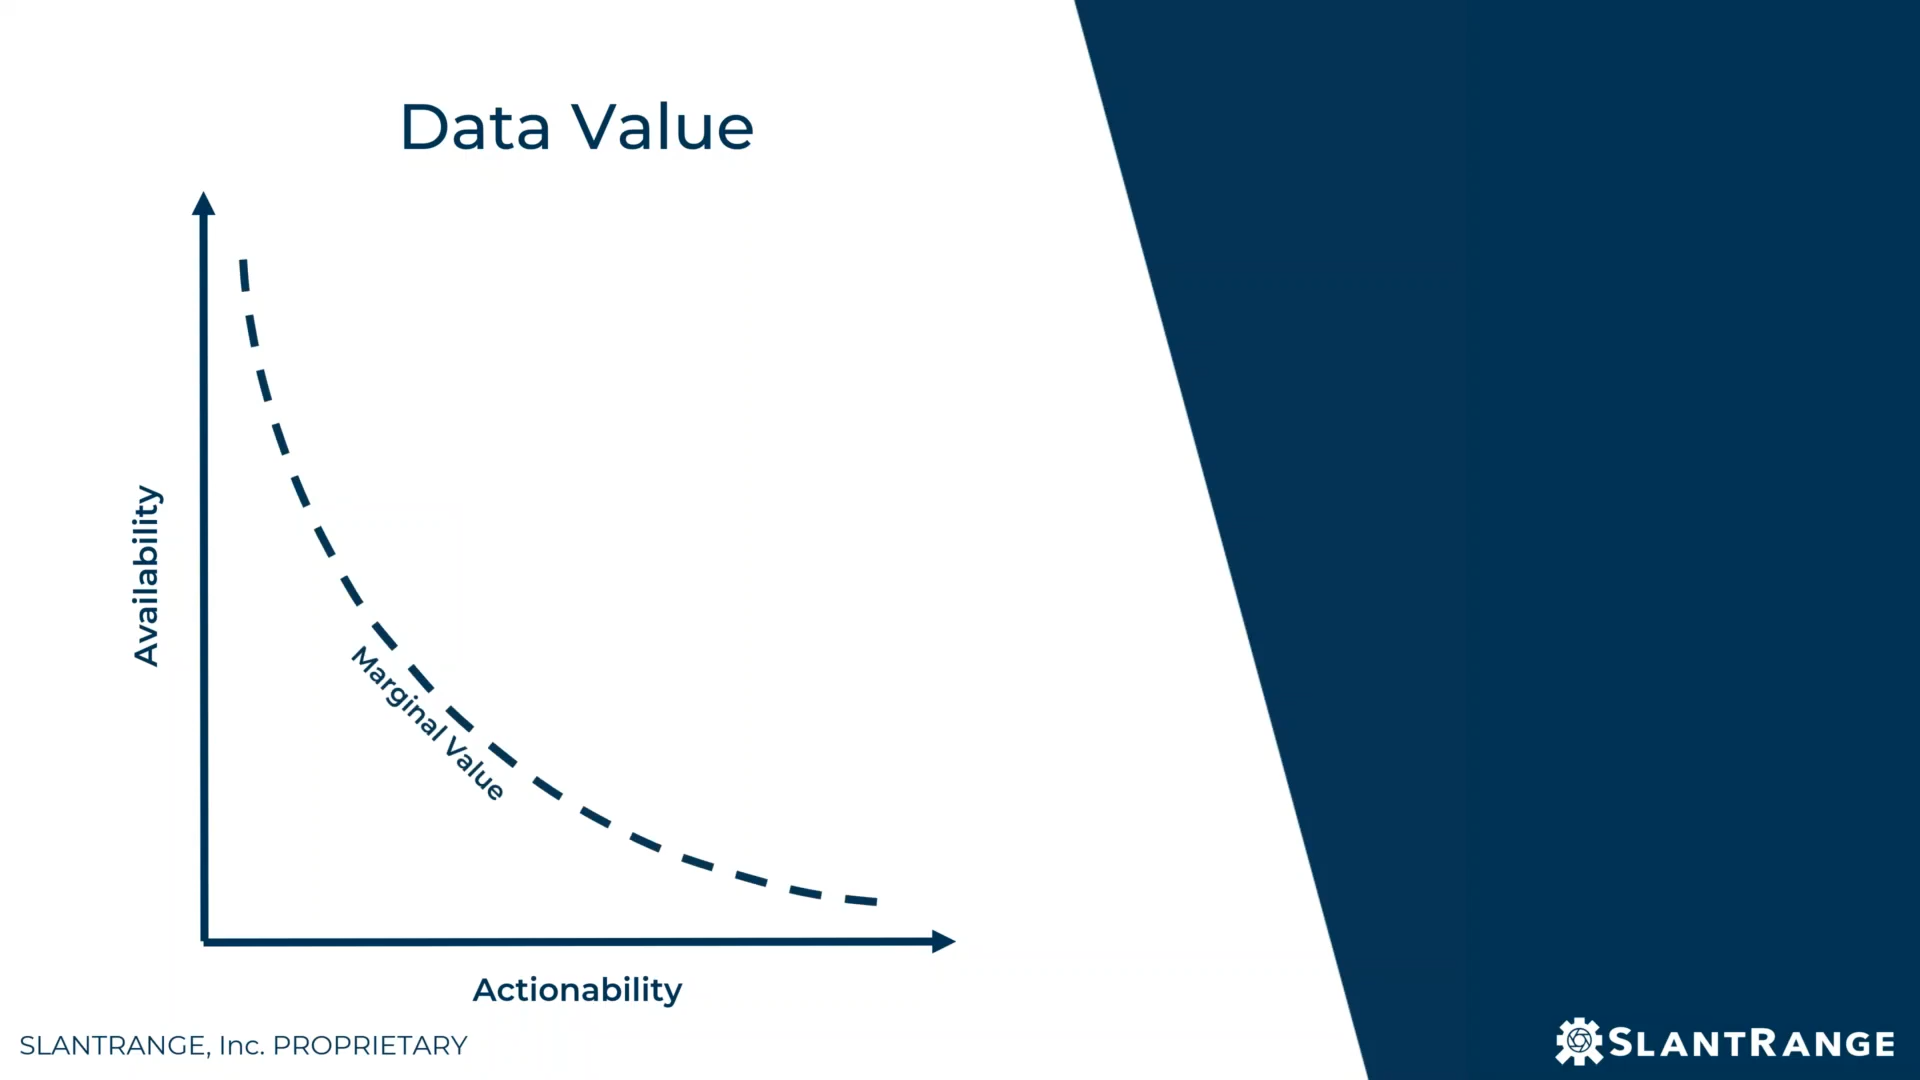 Data Value
Availability
Marginal Value
Actionability
SLANTRANGE, Inc. PROPRIETARY
SLANTRANGE